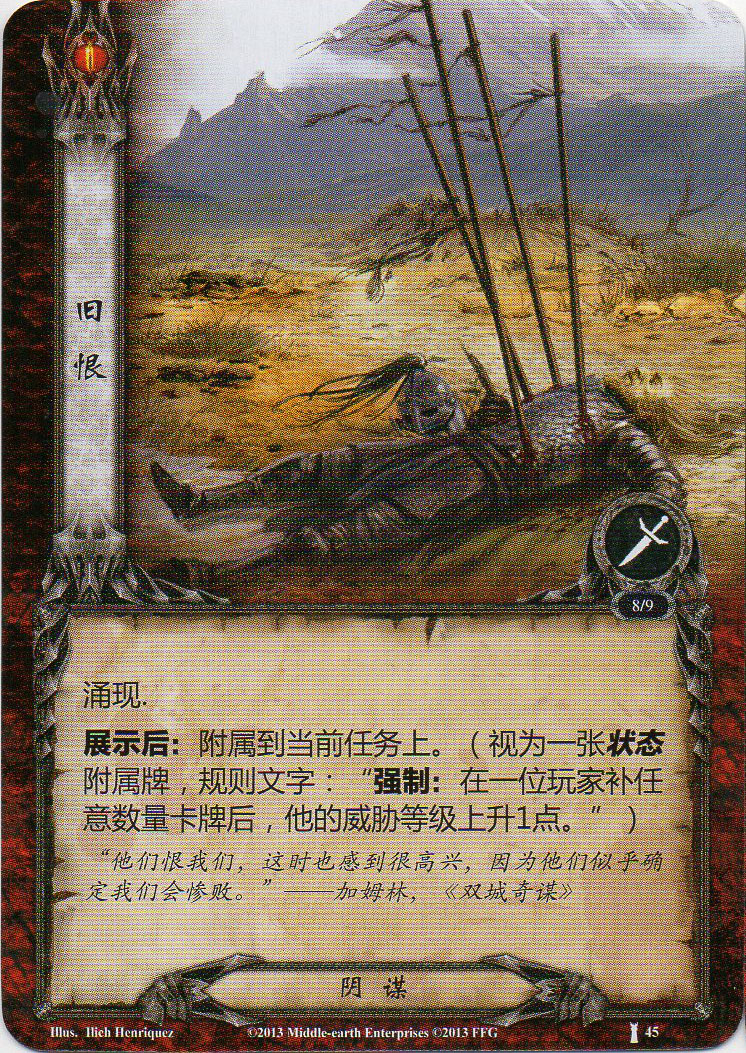 旧恨
8/9
涌现.
展示后：附属到当前任务上。（视为一张状态
附属牌，规则文字：“强制：在一位玩家补任
意数量卡牌后，他的威胁等级上升1点。”）
“他们恨我们，这时也感到很高兴，因为他们似乎确
定我们会惨败。”——加姆林，《双城奇谋》
阴谋
Illus. Ilich Henriquez ©2013 Middle-earth Enterprises ©2013 FFG 45